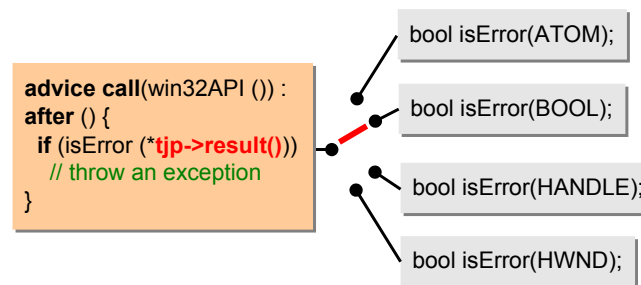 advice call(win32API ()) :
after () {
if (isError (*tjp->result()))
// throw an exception
}
bool isError(ATOM);
bool isError(BOOL);
bool isError(HANDLE);
bool isError(HWND);